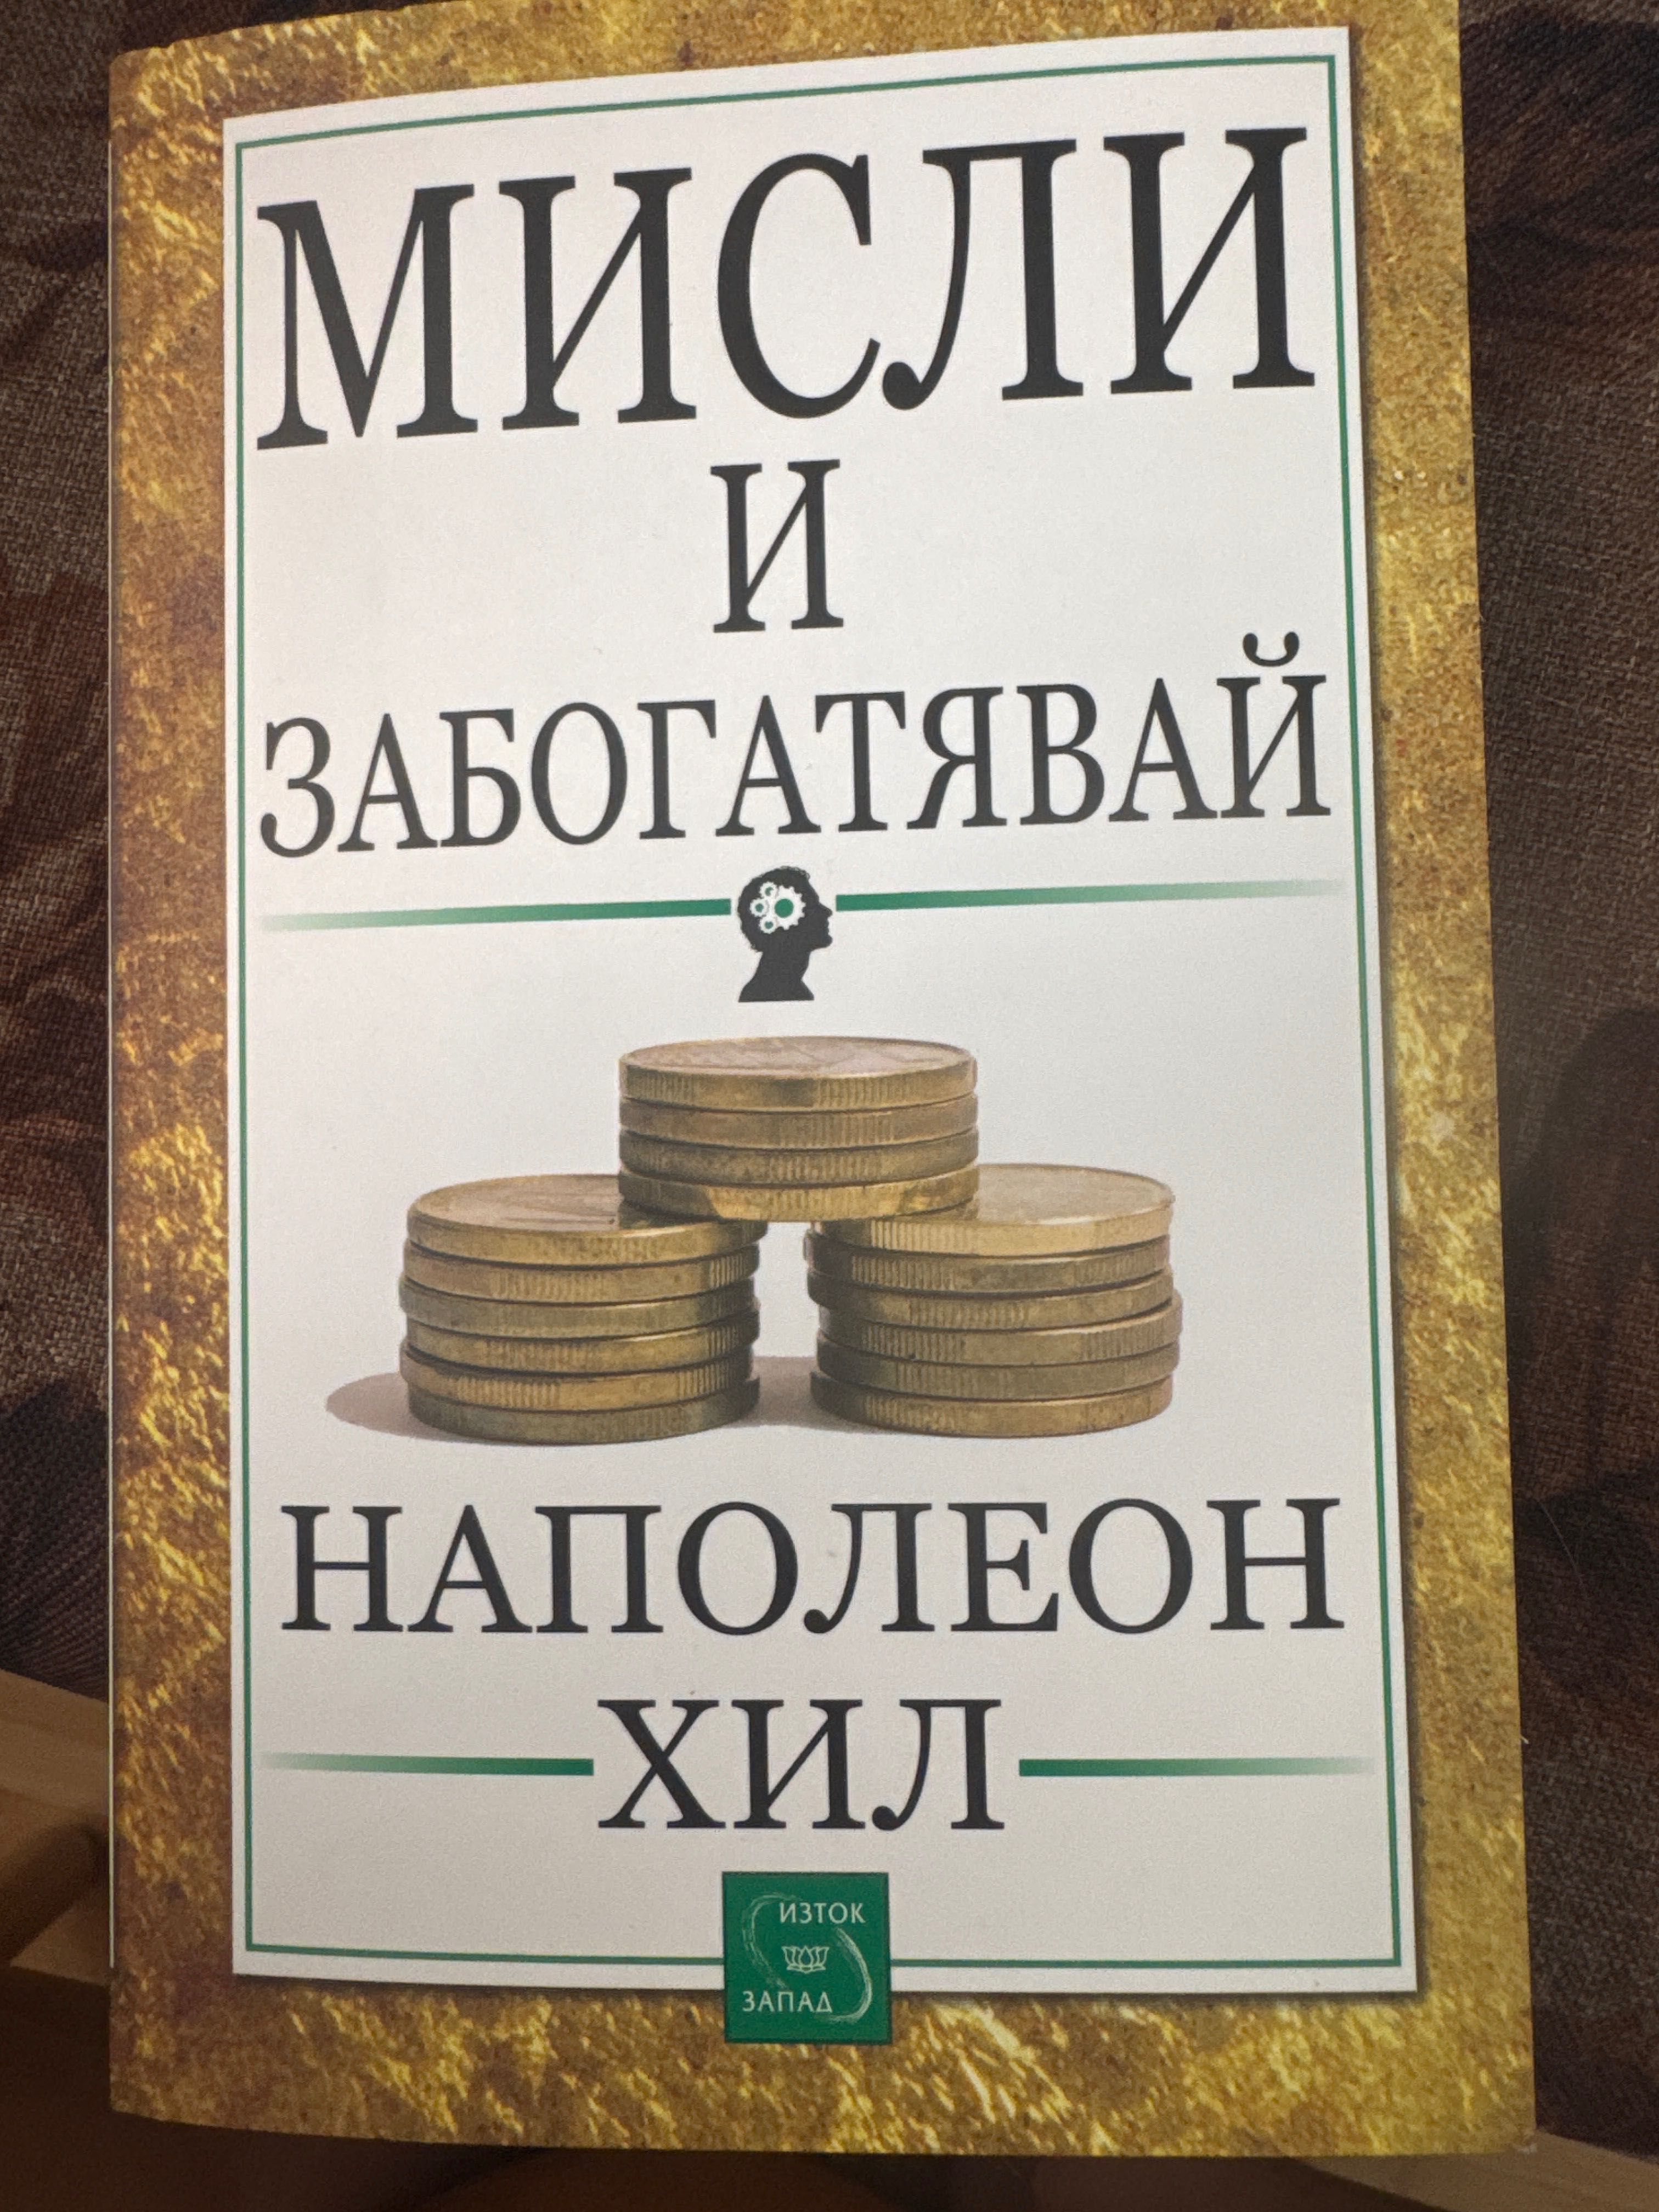 МИСЛИ
И
ЗАБОГАТЯВАЙ
НАПОЛЕОН
ХИЛ
ИЗТОК
ЗАПАД